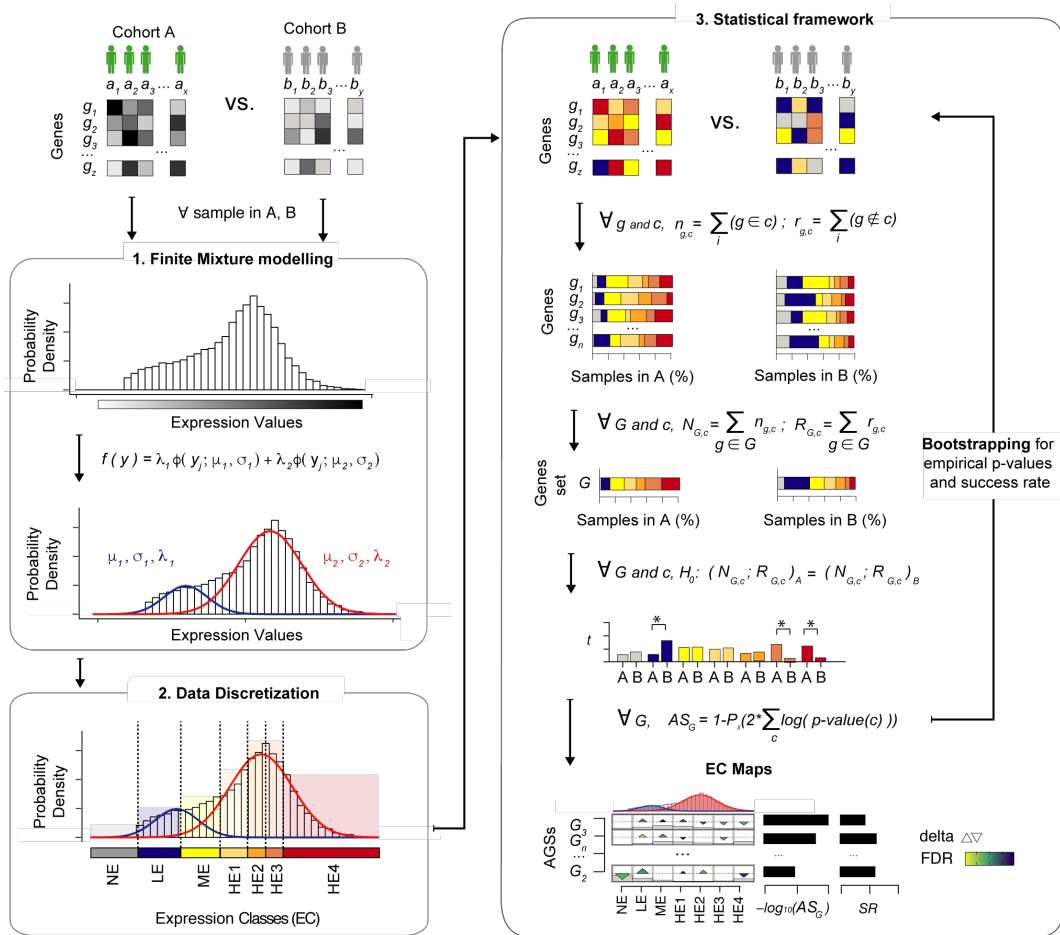 Cohort A
Cohort B
a1 a2 a3 ... ax
vs.
b1 b2 b3 ... by
Genes
g1
g2
g3
...
gz
...
...
∀ sample in A, B
1. Finite Mixture modelling
Probability Density
Expression Values
f(y) = λ1ϕ(yj; μ1, σ1) + λ2ϕ(yj; μ2, σ2)
Probability Density
μ1, σ1, λ1
μ2, σ2, λ2
Expression Values
2. Data Discretization
Probability Density
NE LE ME HE1 HE2 HE3 HE4
Expression Classes (EC)
3. Statistical framework
a1 a2 a3 ... ax
vs.
b1 b2 b3 ... by
Genes
g1
g2
g3
...
gz
...
...
∀ g and c, ng,c = ∑i (g ∈ c) ; rg,c = ∑i (g ∉ c)
Genes
g1
g2
g3
...
gn
...
...
Samples in A (%)
Samples in B (%)
∀ G and c, NG,c = ∑g ∈ G ng,c ; RG,c = ∑g ∈ G rg,c
Genes set
G
Samples in A (%)
Samples in B (%)
∀ G and c, H0: (NG,c; RG,c)A = (NG,c; RG,c)B
t
* * *
A B A B A B A B A B A B A B
∀ G, ASG = 1-Px(2*∑c log( p-value(c) ))
Bootstrapping for
empirical p-values
and success rate
EC Maps
AGSs
G1
G3
Gn
...
G2
...
...
...
NE LE ME HE1 HE2 HE3 HE4
–log10(ASG)
SR
delta △▽
FDR